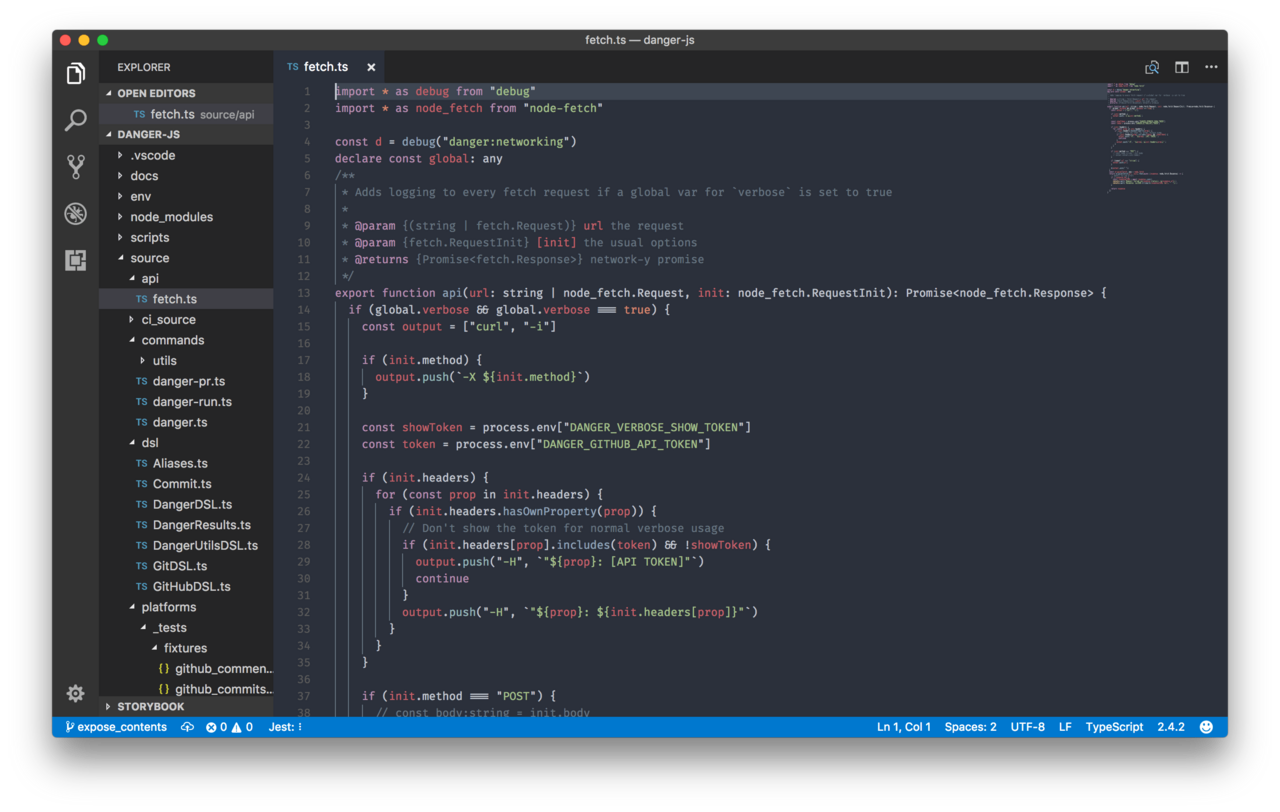 fetch.ts — danger-js
EXPLORER
OPEN EDITORS
TS fetch.ts source/api
DANGER-JS
.vscode
docs
env
node_modules
scripts
source
api
TS fetch.ts
ci_source
commands
utils
TS danger-pr.ts
TS danger-run.ts
TS danger.ts
dsl
TS Aliases.ts
TS Commit.ts
TS DangerDSL.ts
TS DangerResults.ts
TS DangerUtilsDSL.ts
TS GitDSL.ts
TS GitHubDSL.ts
platforms
_tests
fixtures
{} github_commen...
{} github_commits...
STORYBOOK
TS fetch.ts ×
1 import * as debug from "debug"
2 import * as node_fetch from "node-fetch"
3
4 const d = debug("danger:networking")
5 declare const global: any
6 /**
7 * Adds logging to every fetch request if a global var for `verbose` is set to true
8 *
9 * @param {(string | fetch.Request)} url the request
10 * @param {fetch.RequestInit} [init] the usual options
11 * @returns {Promise<fetch.Response>} network-y promise
12 */
13 export function api(url: string | node_fetch.Request, init: node_fetch.RequestInit): Promise<node_fetch.Response> {
14 if (global.verbose && global.verbose === true) {
15 const output = ["curl", "-i"]
16
17 if (init.method) {
18 output.push(`-X ${init.method}`)
19 }
20
21 const showToken = process.env["DANGER_VERBOSE_SHOW_TOKEN"]
22 const token = process.env["DANGER_GITHUB_API_TOKEN"]
23
24 if (init.headers) {
25 for (const prop in init.headers) {
26 if (init.headers.hasOwnProperty(prop)) {
27 // Don't show the token for normal verbose usage
28 if (init.headers[prop].includes(token) && !showToken) {
29 output.push("-H", `"${prop}: [API TOKEN]"`)
30 continue
31 }
32 output.push("-H", `"${prop}: ${init.headers[prop]}"`)
33 }
34 }
35 }
36
37 if (init.method === "POST") {
38 // const body:string = init.body
expose_contents 0 0 Jest: ⁝ Ln 1, Col 1 Spaces: 2 UTF-8 LF TypeScript 2.4.2